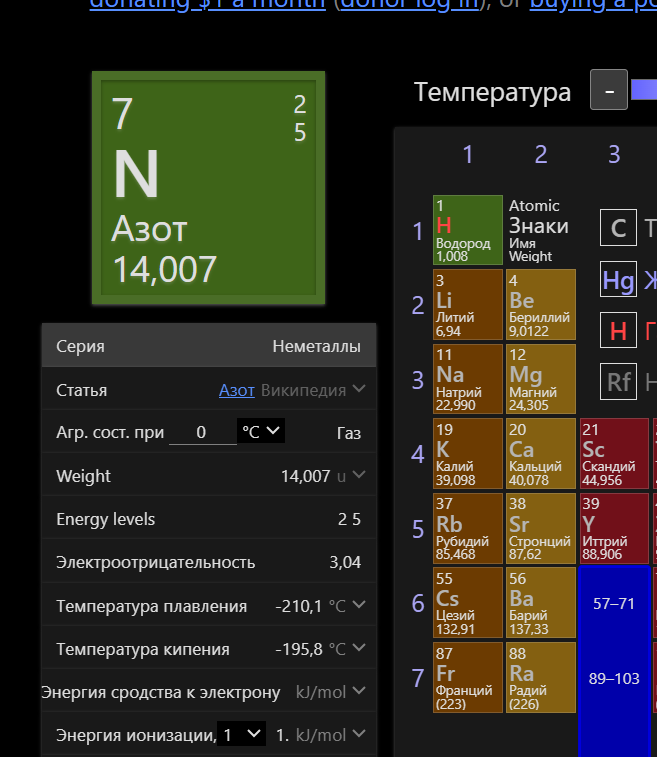 donating $1 a month (donor log in), or buying a po
7
2
5
N
Азот
14,007
Серия Неметаллы
Статья Азот Википедия
Агр. сост. при 0 °C Газ
Weight 14,007 u
Energy levels 2 5
Электроотрицательность 3,04
Температура плавления -210,1 °C
Температура кипения -195,8 °C
Энергия сродства к электрону kJ/mol
Энергия ионизации, 1 1. kJ/mol
Температура -
1 2 3
1
1
H
Водород
1,008
Atomic
Знаки
Имя
Weight
C Т
Hg Ж
H Г
Rf Н
2
3
Li
Литий
6,94
4
Be
Бериллий
9,0122
3
11
Na
Натрий
22,990
12
Mg
Магний
24,305
4
19
K
Калий
39,098
20
Ca
Кальций
40,078
21
Sc
Скандий
44,956
5
37
Rb
Рубидий
85,468
38
Sr
Стронций
87,62
39
Y
Иттрий
88,906
6
55
Cs
Цезий
132,91
56
Ba
Барий
137,33
57–71
7
87
Fr
Франций
(223)
88
Ra
Радий
(226)
89–103